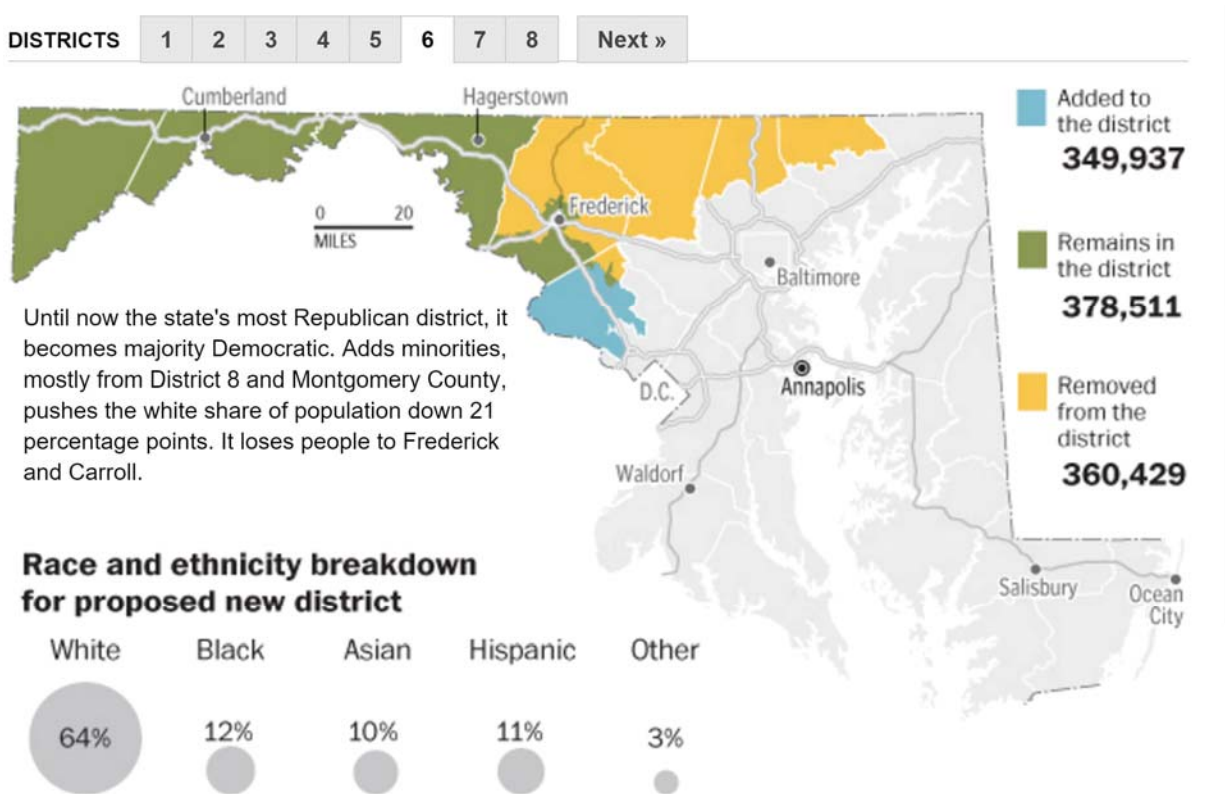 DISTRICTS 1 2 3 4 5 6 7 8 Next »
Cumberland
Hagerstown
Frederick
0 20
MILES
Baltimore
D.C.
Annapolis
Waldorf
Salisbury
Ocean
City
Added to
the district
349,937
Remains in
the district
378,511
Removed
from the
district
360,429
Until now the state's most Republican district, it
becomes majority Democratic. Adds minorities,
mostly from District 8 and Montgomery County,
pushes the white share of population down 21
percentage points. It loses people to Frederick
and Carroll.
Race and ethnicity breakdown
for proposed new district
White Black Asian Hispanic Other
64% 12% 10% 11% 3%